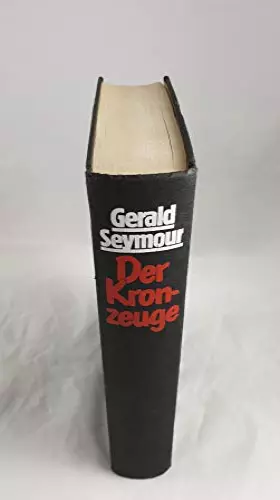 Gerald
Seymour
Der
Kron-
zeuge